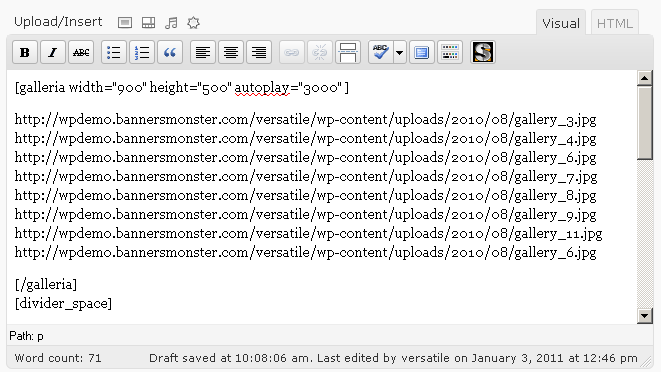 Upload/Insert
Visual
HTML
B I ABC ABC
[galleria width="900" height="500" autoplay="3000" ]
http://wpdemo.bannersmonster.com/versatile/wp-content/uploads/2010/08/gallery_3.jpg
http://wpdemo.bannersmonster.com/versatile/wp-content/uploads/2010/08/gallery_4.jpg
http://wpdemo.bannersmonster.com/versatile/wp-content/uploads/2010/08/gallery_6.jpg
http://wpdemo.bannersmonster.com/versatile/wp-content/uploads/2010/08/gallery_7.jpg
http://wpdemo.bannersmonster.com/versatile/wp-content/uploads/2010/08/gallery_8.jpg
http://wpdemo.bannersmonster.com/versatile/wp-content/uploads/2010/08/gallery_9.jpg
http://wpdemo.bannersmonster.com/versatile/wp-content/uploads/2010/08/gallery_11.jpg
http://wpdemo.bannersmonster.com/versatile/wp-content/uploads/2010/08/gallery_6.jpg
[/galleria]
[divider_space]
Path: p
Word count: 71 Draft saved at 10:08:06 am. Last edited by versatile on January 3, 2011 at 12:46 pm